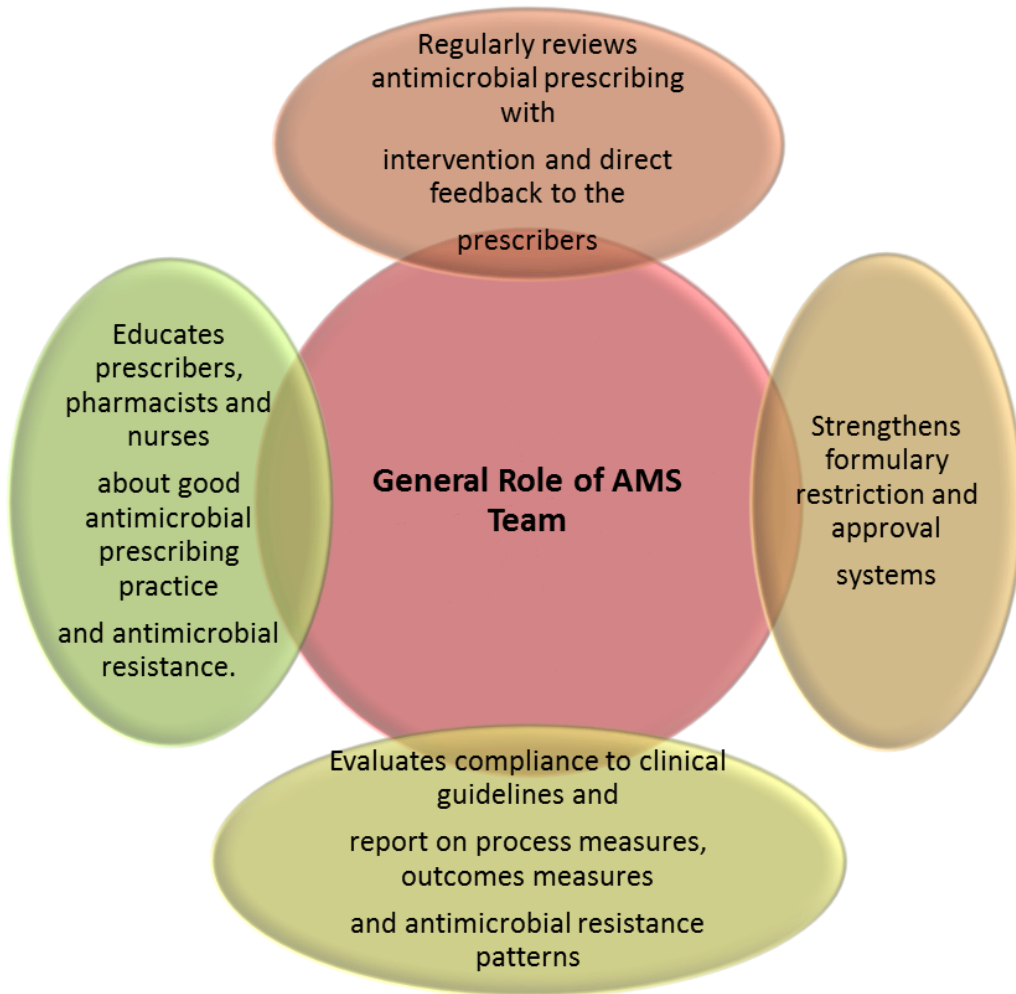 Regularly reviews
antimicrobial prescribing
with
intervention and direct
feedback to the
prescribers
Educates
prescribers,
pharmacists and
nurses
about good
antimicrobial
prescribing
practice
and antimicrobial
resistance.
General Role of AMS
Team
Strengthens
formulary
restriction and
approval
systems
Evaluates compliance to clinical
guidelines and
report on process measures,
outcomes measures
and antimicrobial resistance
patterns